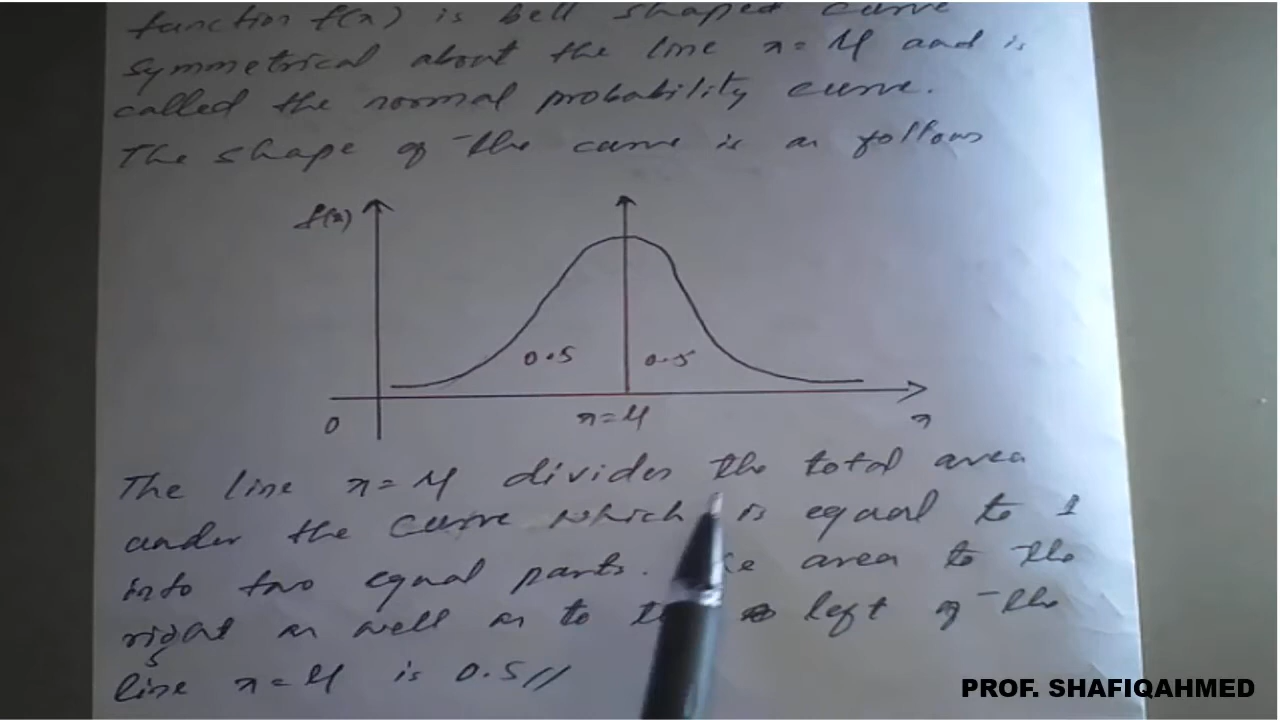 function f(x) is bell shaped curve
symmetrical about the line x = μ and is
called the normal probability curve.
The shape of the curve is as follows
f(x)
0.5 0.5
0 x=μ x
The line x = μ divides the total area
under the curve which is equal to 1
into two equal parts. area to the
right as well as to left of the
line x = μ is 0.5//
PROF. SHAFIQAHMED